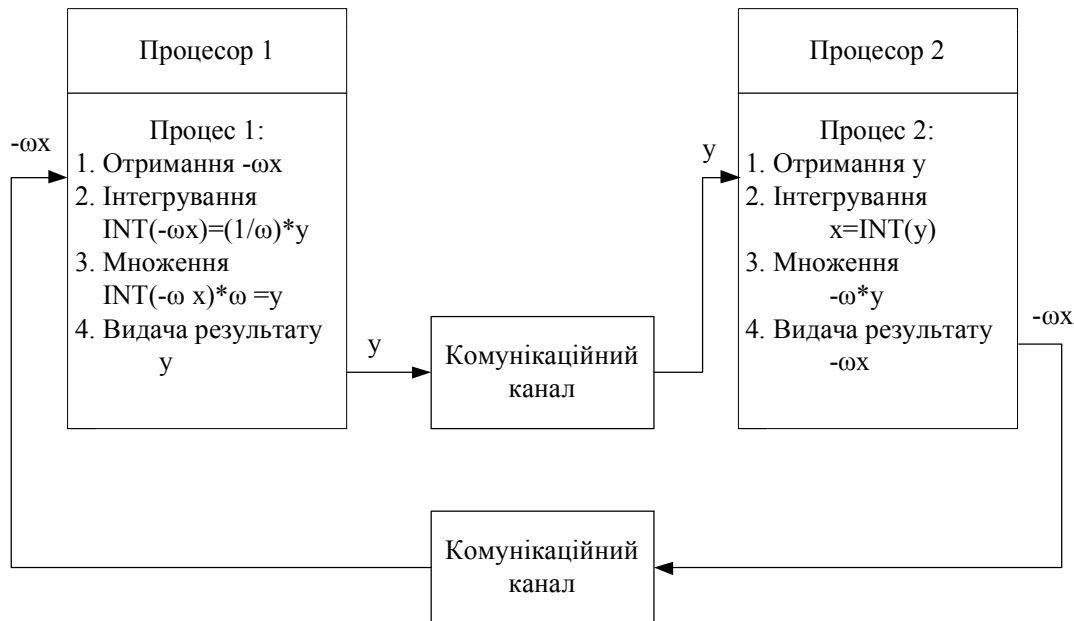 Процесор 1
Процес 1:
1. Отримання -ωx
2. Інтегрування
INT(-ωx)=(1/ω)*y
3. Множення
INT(-ω x)*ω =y
4. Видача результату
y
-ωx
y
Комунікаційний
канал
y
Процесор 2
Процес 2:
1. Отримання y
2. Інтегрування
x=INT(y)
3. Множення
-ω*y
4. Видача результату
-ωx
-ωx
Комунікаційний
канал